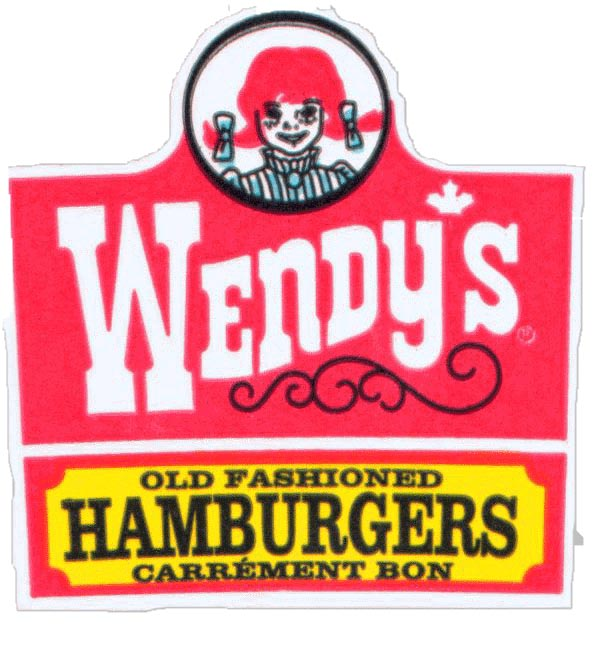 WENDY'S
OLD FASHIONED
HAMBURGERS
CARRÉMENT BON